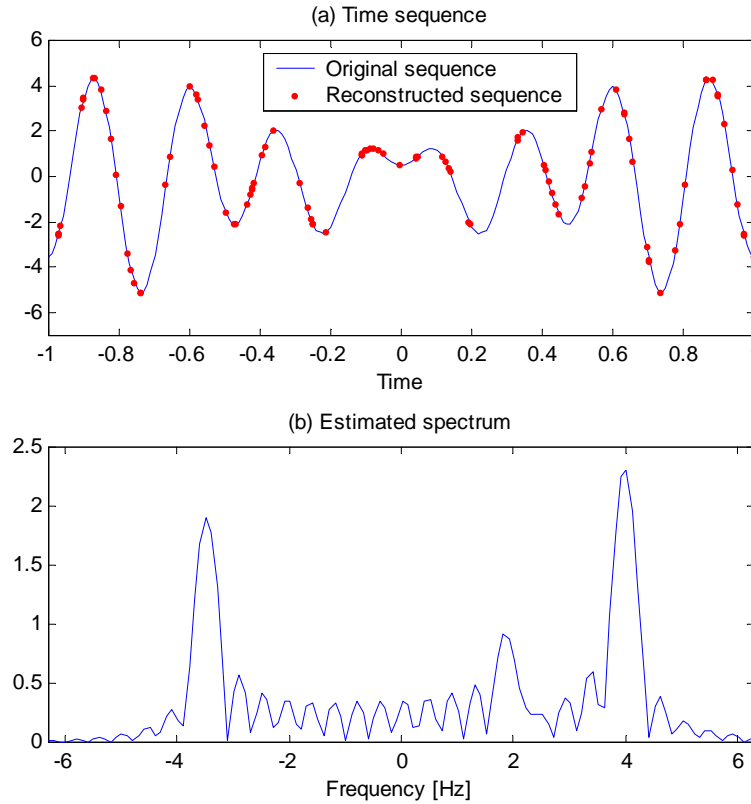 (a) Time sequence
6
4
2
0
-2
-4
-6
Original sequence
Reconstructed sequence
-1 -0.8 -0.6 -0.4 -0.2 0 0.2 0.4 0.6 0.8
Time
(b) Estimated spectrum
2.5
2
1.5
1
0.5
0
-6 -4 -2 0 2 4 6
Frequency [Hz]